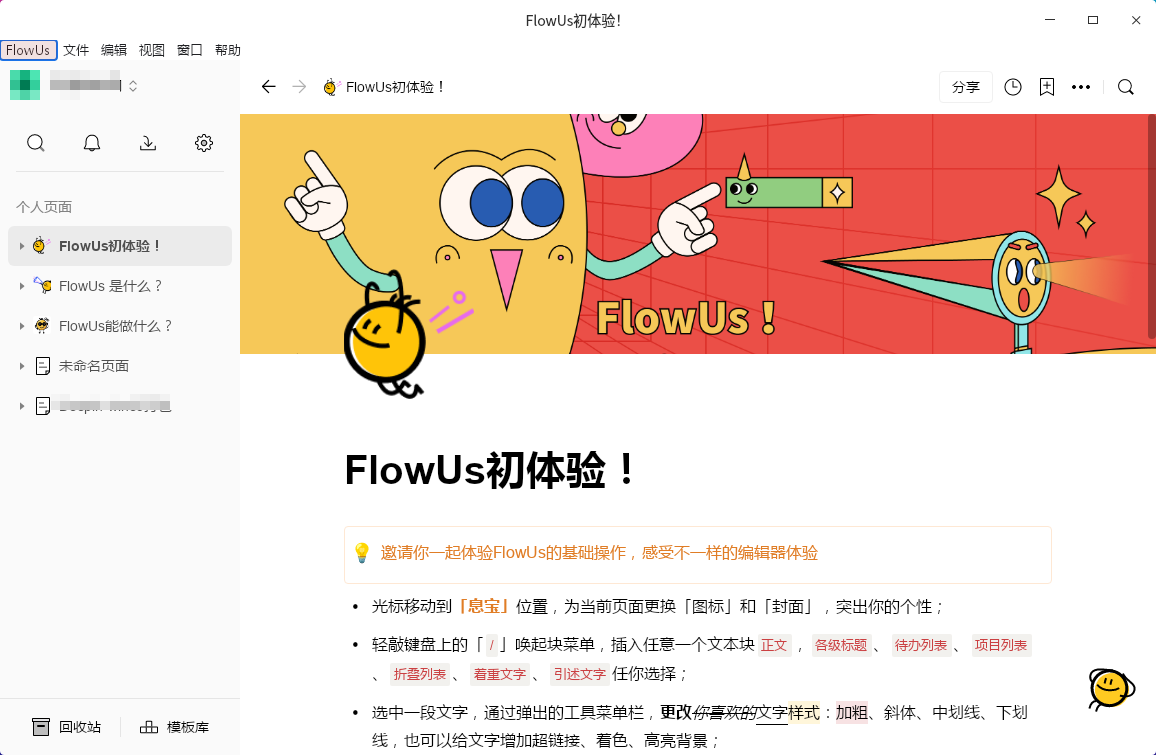 FlowUs初体验！
FlowUs 文件 编辑 视图 窗口 帮助
FlowUs初体验！
分享
个人页面
FlowUs初体验！
FlowUs 是什么？
FlowUs能做什么？
未命名页面
FlowUs！
FlowUs初体验！
💡 邀请你一起体验FlowUs的基础操作，感受不一样的编辑器体验
• 光标移动到「息宝」位置，为当前页面更换「图标」和「封面」，突出你的个性；
• 轻敲键盘上的「 / 」唤起块菜单，插入任意一个文本块 正文 ， 各级标题 、 待办列表 、 项目列表
、 折叠列表 、 着重文字 、 引述文字 任你选择；
• 选中一段文字，通过弹出的工具菜单栏，更改你喜欢的文字样式：加粗、斜体、中划线、下划
线，也可以给文字增加超链接、着色、高亮背景；
回收站 模板库